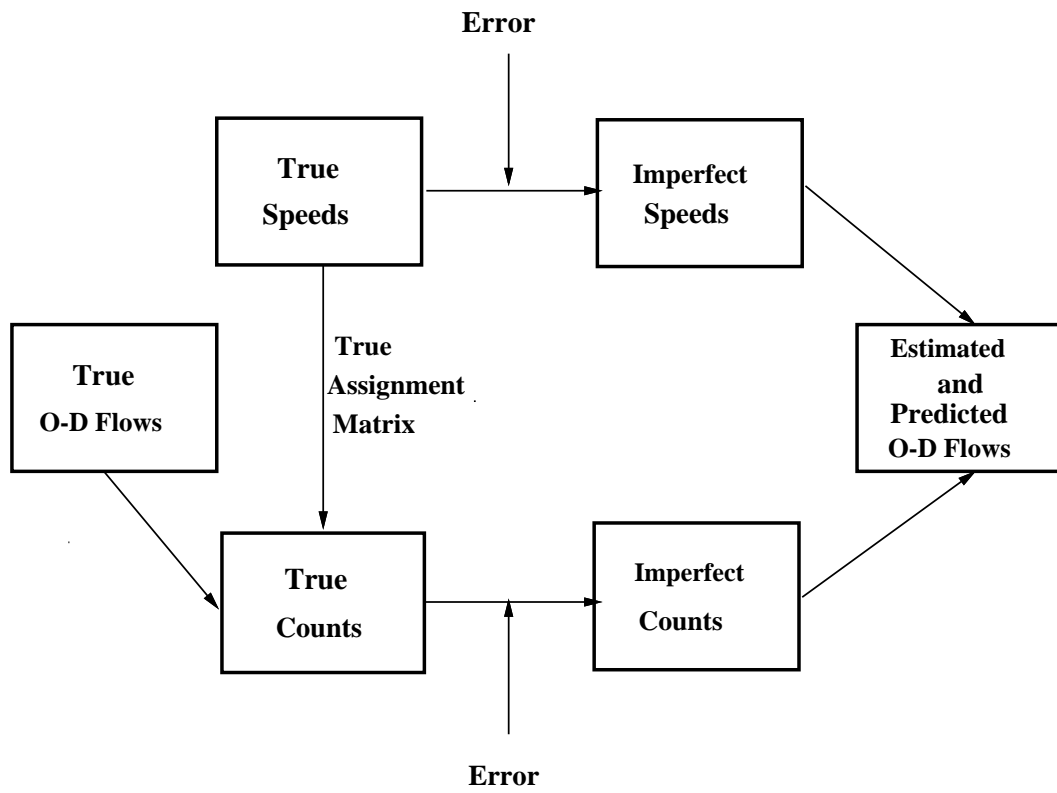 Error
True
Speeds
Imperfect
Speeds
True
O-D Flows
True
Assignment
Matrix
Estimated
and
Predicted
O-D Flows
True
Counts
Imperfect
Counts
Error